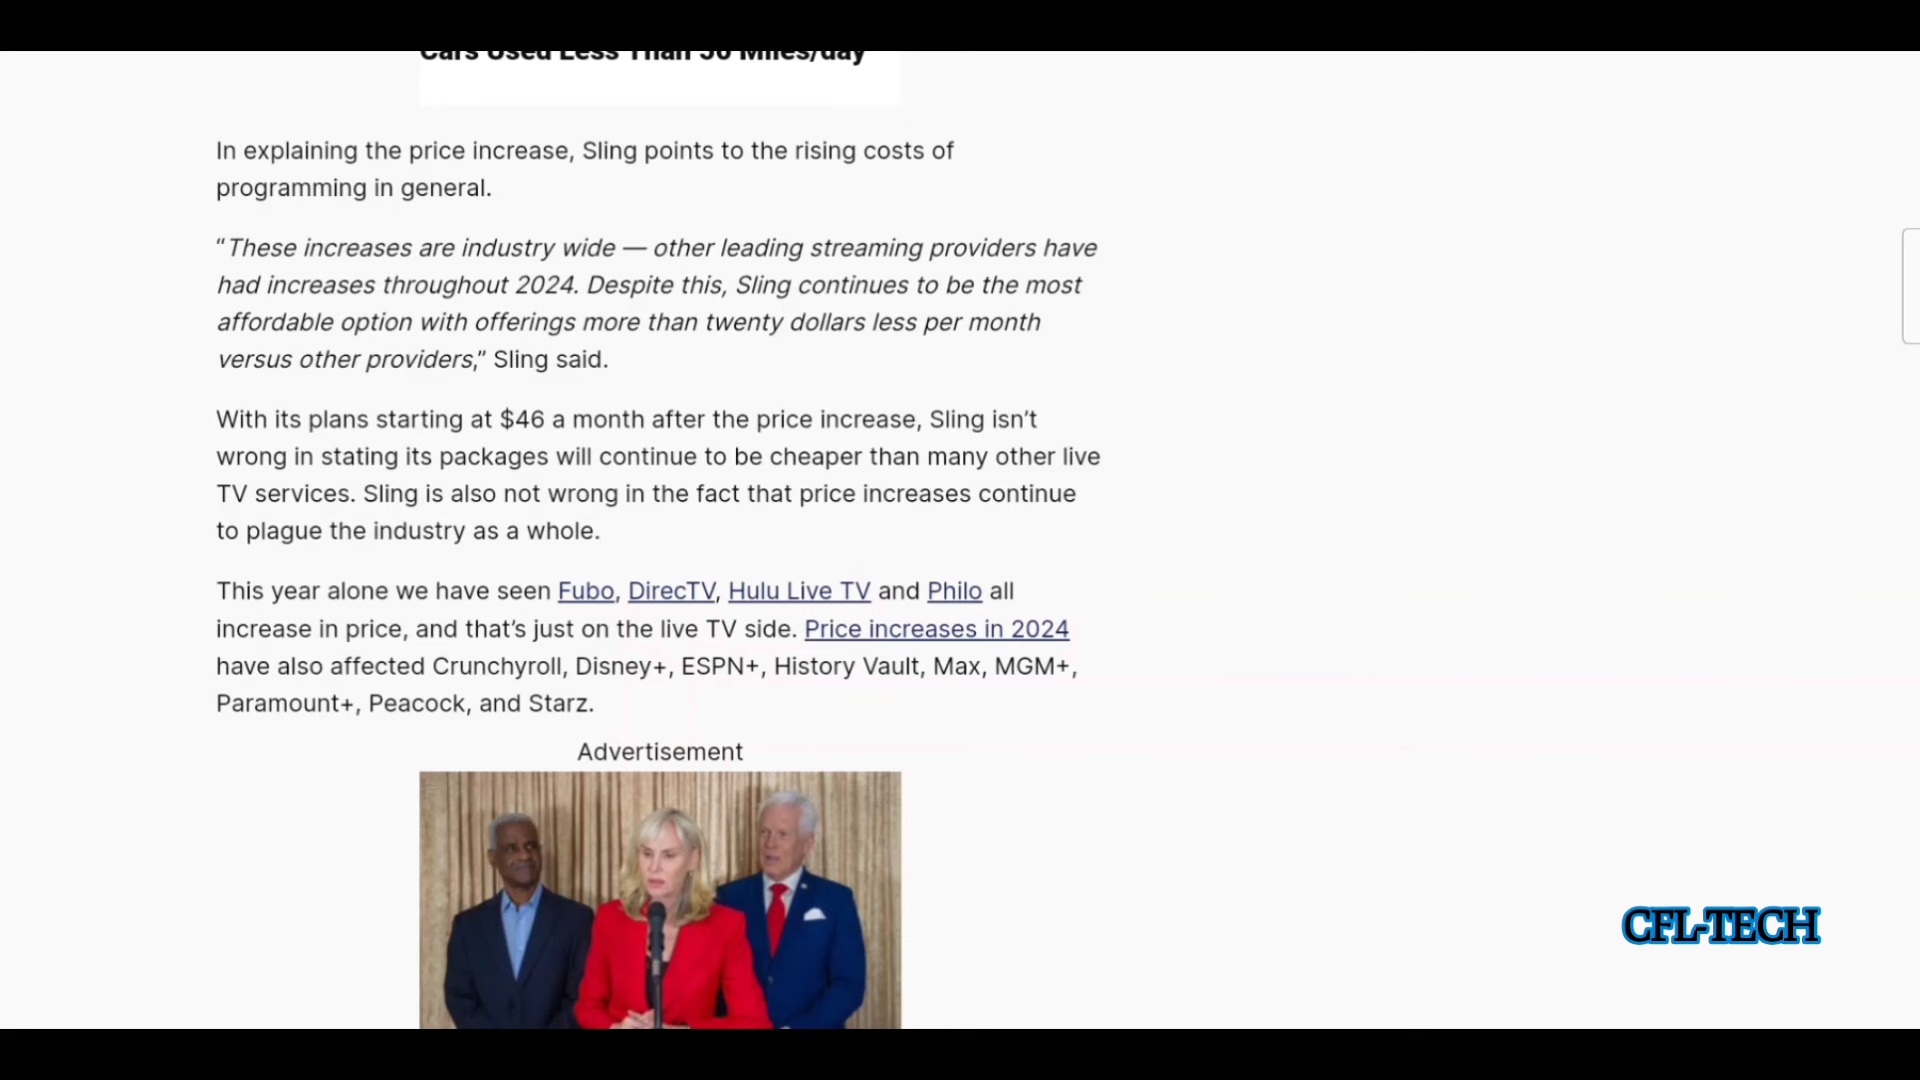 Cars Used Less Than 50 Miles/day
In explaining the price increase, Sling points to the rising costs of
programming in general.
“These increases are industry wide — other leading streaming providers have
had increases throughout 2024. Despite this, Sling continues to be the most
affordable option with offerings more than twenty dollars less per month
versus other providers,” Sling said.
With its plans starting at $46 a month after the price increase, Sling isn’t
wrong in stating its packages will continue to be cheaper than many other live
TV services. Sling is also not wrong in the fact that price increases continue
to plague the industry as a whole.
This year alone we have seen Fubo, DirecTV, Hulu Live TV and Philo all
increase in price, and that’s just on the live TV side. Price increases in 2024
have also affected Crunchyroll, Disney+, ESPN+, History Vault, Max, MGM+,
Paramount+, Peacock, and Starz.
Advertisement
CFL-TECH